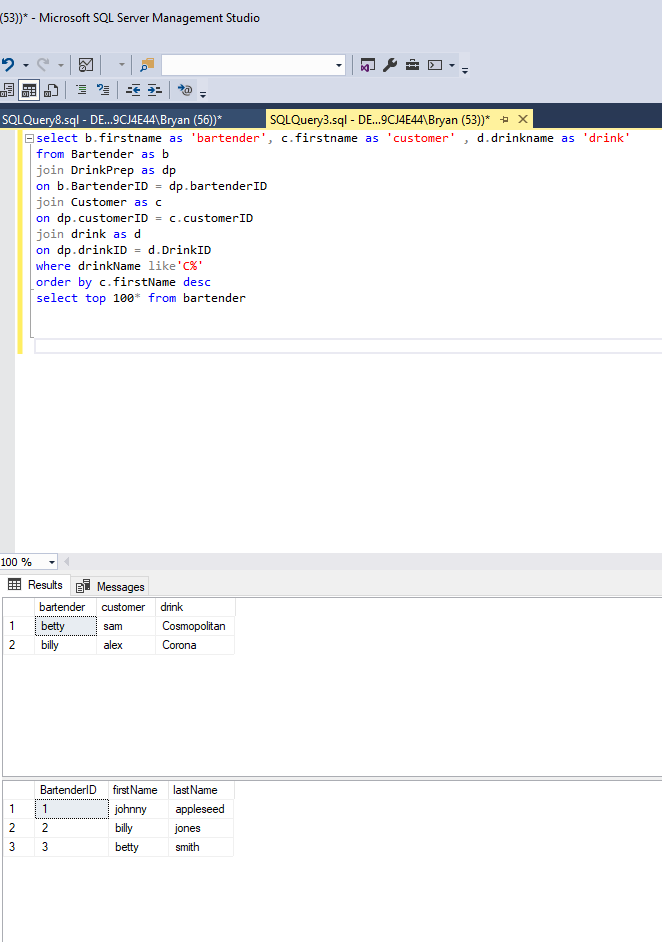 (53))* - Microsoft SQL Server Management Studio
SQLQuery8.sql - DE...9CJ4E44\Bryan (56))*
SQLQuery3.sql - DE...9CJ4E44\Bryan (53))*
select b.firstname as 'bartender', c.firstname as 'customer' , d.drinkname as 'drink'
from Bartender as b
join DrinkPrep as dp
on b.BartenderID = dp.bartenderID
join Customer as c
on dp.customerID = c.customerID
join drink as d
on dp.drinkID = d.DrinkID
where drinkName like'C%'
order by c.firstName desc
select top 100* from bartender
100 %
Results Messages
bartender customer drink
1 betty sam Cosmopolitan
2 billy alex Corona
BartenderID firstName lastName
1 1 johnny appleseed
2 2 billy jones
3 3 betty smith